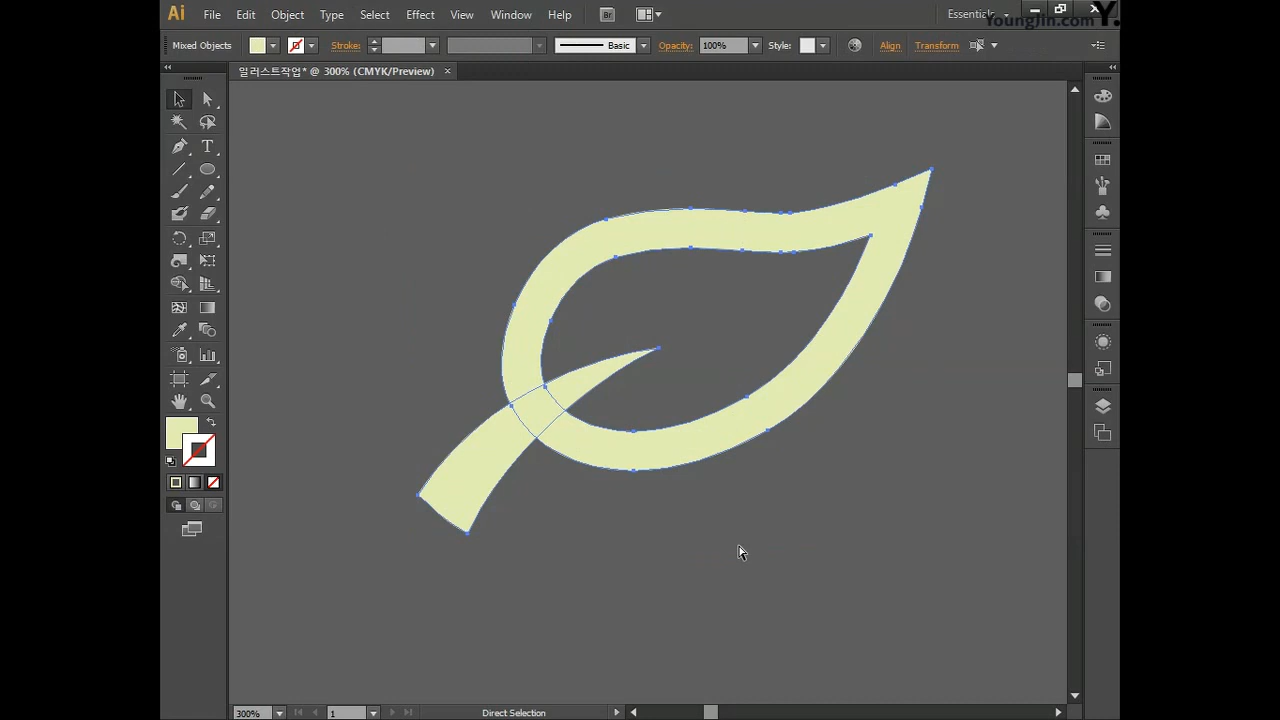 Ai File Edit Object Type Select Effect View Window Help Br Essentials
YoungJin.com Y.
Mixed Objects Stroke: Basic Opacity: 100% Style: Align Transform
일러스트작업* @ 300% (CMYK/Preview)
T
300% 1 Direct Selection